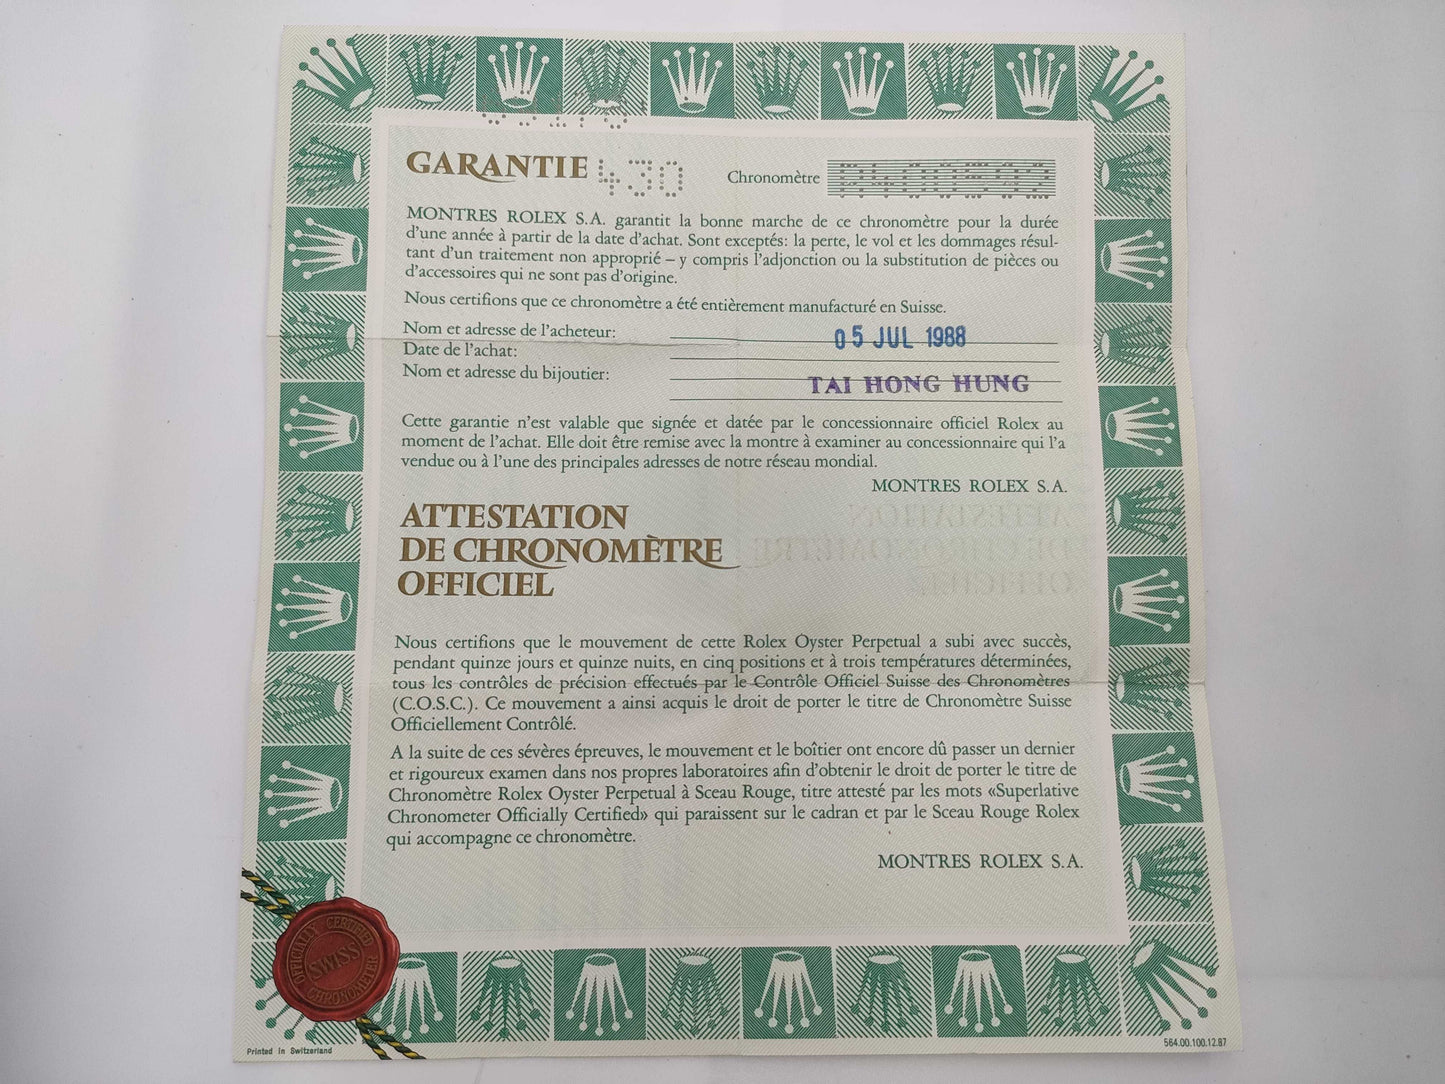 GARANTIE 430
Chronomètre
MONTRES ROLEX S.A. garantit la bonne marche de ce chronomètre pour la durée
d'une année à partir de la date d'achat. Sont exceptés: la perte, le vol et les dommages résul-
tant d'un traitement non approprié – y compris l'adjonction ou la substitution de pièces ou
d'accessoires qui ne sont pas d'origine.
Nous certifions que ce chronomètre a été entièrement manufacturé en Suisse.
Nom et adresse de l'acheteur:
05 JUL 1988
Date de l'achat:
Nom et adresse du bijoutier:
TAI HONG HUNG
Cette garantie n'est valable que signée et datée par le concessionnaire officiel Rolex au
moment de l'achat. Elle doit être remise avec la montre à examiner au concessionnaire qui l'a
vendue ou à l'une des principales adresses de notre réseau mondial.
MONTRES ROLEX S.A.
ATTESTATION
DE CHRONOMÈTRE
OFFICIEL
Nous certifions que le mouvement de cette Rolex Oyster Perpetual a subi avec succès,
pendant quinze jours et quinze nuits, en cinq positions et à trois températures déterminées,
tous les contrôles de précision effectués par le Contrôle Officiel Suisse des Chronomètres
(C.O.S.C.). Ce mouvement a ainsi acquis le droit de porter le titre de Chronomètre Suisse
Officiellement Contrôlé.
A la suite de ces sévères épreuves, le mouvement et le boîtier ont encore dû passer un dernier
et rigoureux examen dans nos propres laboratoires afin d'obtenir le droit de porter le titre de
Chronomètre Rolex Oyster Perpetual à Sceau Rouge, titre attesté par les mots «Superlative
Chronometer Officially Certified» qui paraissent sur le cadran et par le Sceau Rouge Rolex
qui accompagne ce chronomètre.
MONTRES ROLEX S.A.
OFFICIALLY CERTIFIED
SWISS
CHRONOMETER
Printed in Switzerland
564.00.100.12.87